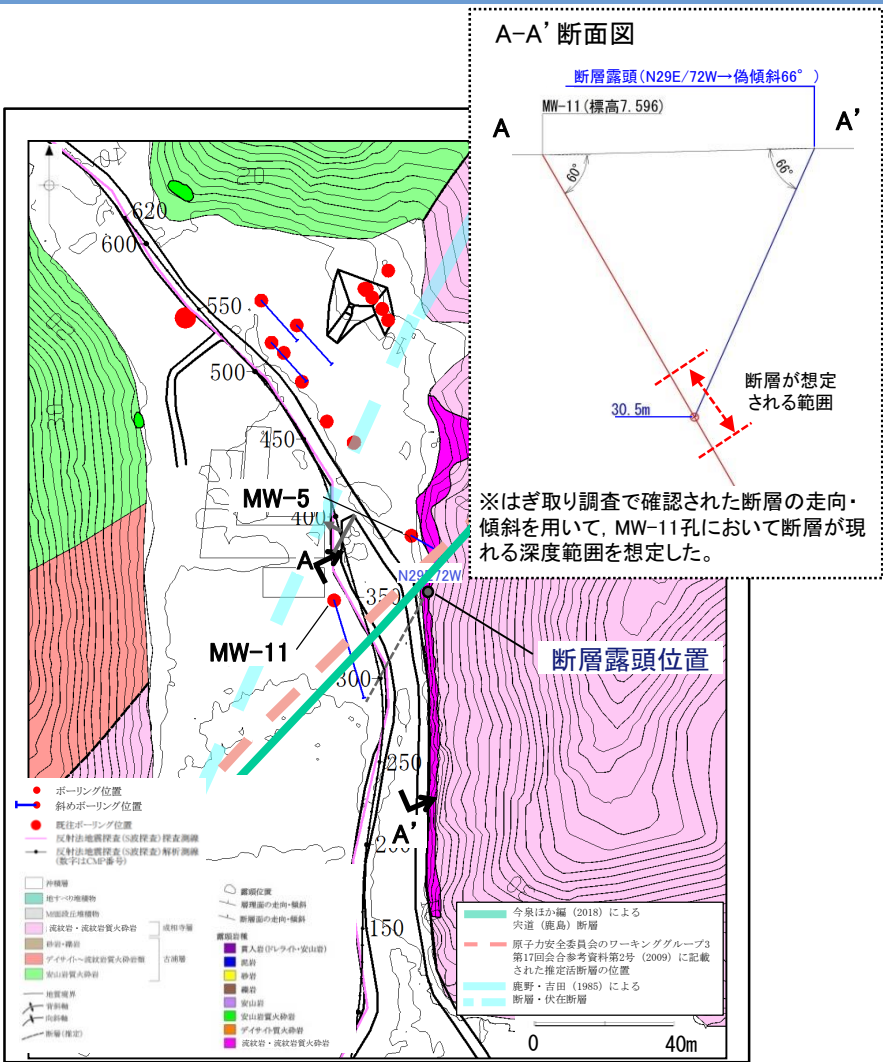 A-A’断面図
断層露頭(N29E/72W→偽傾斜66°)
MW-11(標高7.596)
A
A’
60°
66°
断層が想定
される範囲
30.5m
※はぎ取り調査で確認された断層の走向・
傾斜を用いて，MW-11孔において断層が現
れる深度範囲を想定した。
620
600
550
500
450
400
350
300
250
200
150
20
MW-5
A
N29E72W
MW-11
断層露頭位置
A’
ボーリング位置
斜めボーリング位置
既往ボーリング位置
反射法地震探査(S波探査)探査測線
反射法地震探査(S波探査)解析測線
(数字はCMP番号)
沖積層
地すべり堆積物
M面段丘堆積物
流紋岩・流紋岩質火砕岩
成相寺層
砂岩・礫岩
デイサイト～流紋岩質火砕岩類
古浦層
安山岩質火砕岩
地質境界
背斜軸
向斜軸
断層(推定)
露頭位置
層理面の走向・傾斜
断層面の走向・傾斜
露頭岩種
貫入岩(ドレライト・安山岩)
泥岩
砂岩
礫岩
安山岩
安山岩質火砕岩
デイサイト質火砕岩
流紋岩・流紋岩質火砕岩
今泉ほか編（2018）による
宍道（鹿島）断層
原子力安全委員会のワーキンググループ3
第17回会合参考資料第2号（2009）に記載
された推定活断層の位置
鹿野・吉田（1985）による
断層・伏在断層
0
40m